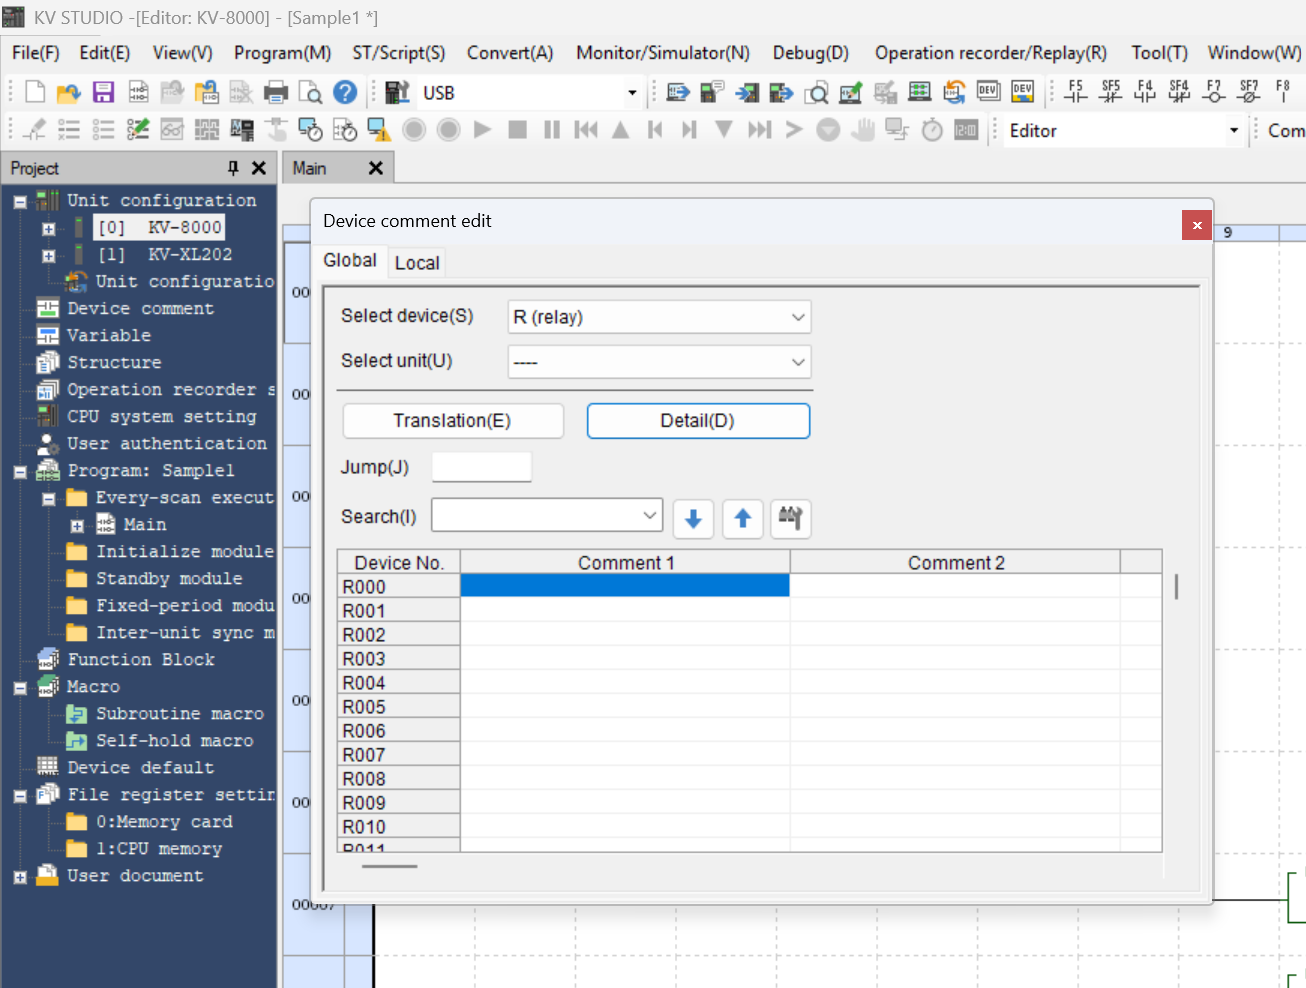 KV STUDIO -[Editor: KV-8000] - [Sample1 *]
File(F) Edit(E) View(V) Program(M) ST/Script(S) Convert(A) Monitor/Simulator(N) Debug(D) Operation recorder/Replay(R) Tool(T) Window(W)
USB DEV DEV F5 SF5 F4 SF4 F7 SF7 F8
Editor Com
Project Main
Unit configuration
[0] KV-8000
[1] KV-XL202
Unit configuratio
Device comment
Variable
Structure
Operation recorder s
CPU system setting
User authentication
Program: Sample1
Every-scan execut
Main
Initialize module
Standby module
Fixed-period modu
Inter-unit sync m
Function Block
Macro
Subroutine macro
Self-hold macro
Device default
File register settin
0:Memory card
1:CPU memory
User document
9
00
00
00
00
00
00
00007
Device comment edit
Global Local
Select device(S) R (relay)
Select unit(U) ----
Translation(E) Detail(D)
Jump(J)
Search(I)
Device No. Comment 1 Comment 2
R000
R001
R002
R003
R004
R005
R006
R007
R008
R009
R010
R011